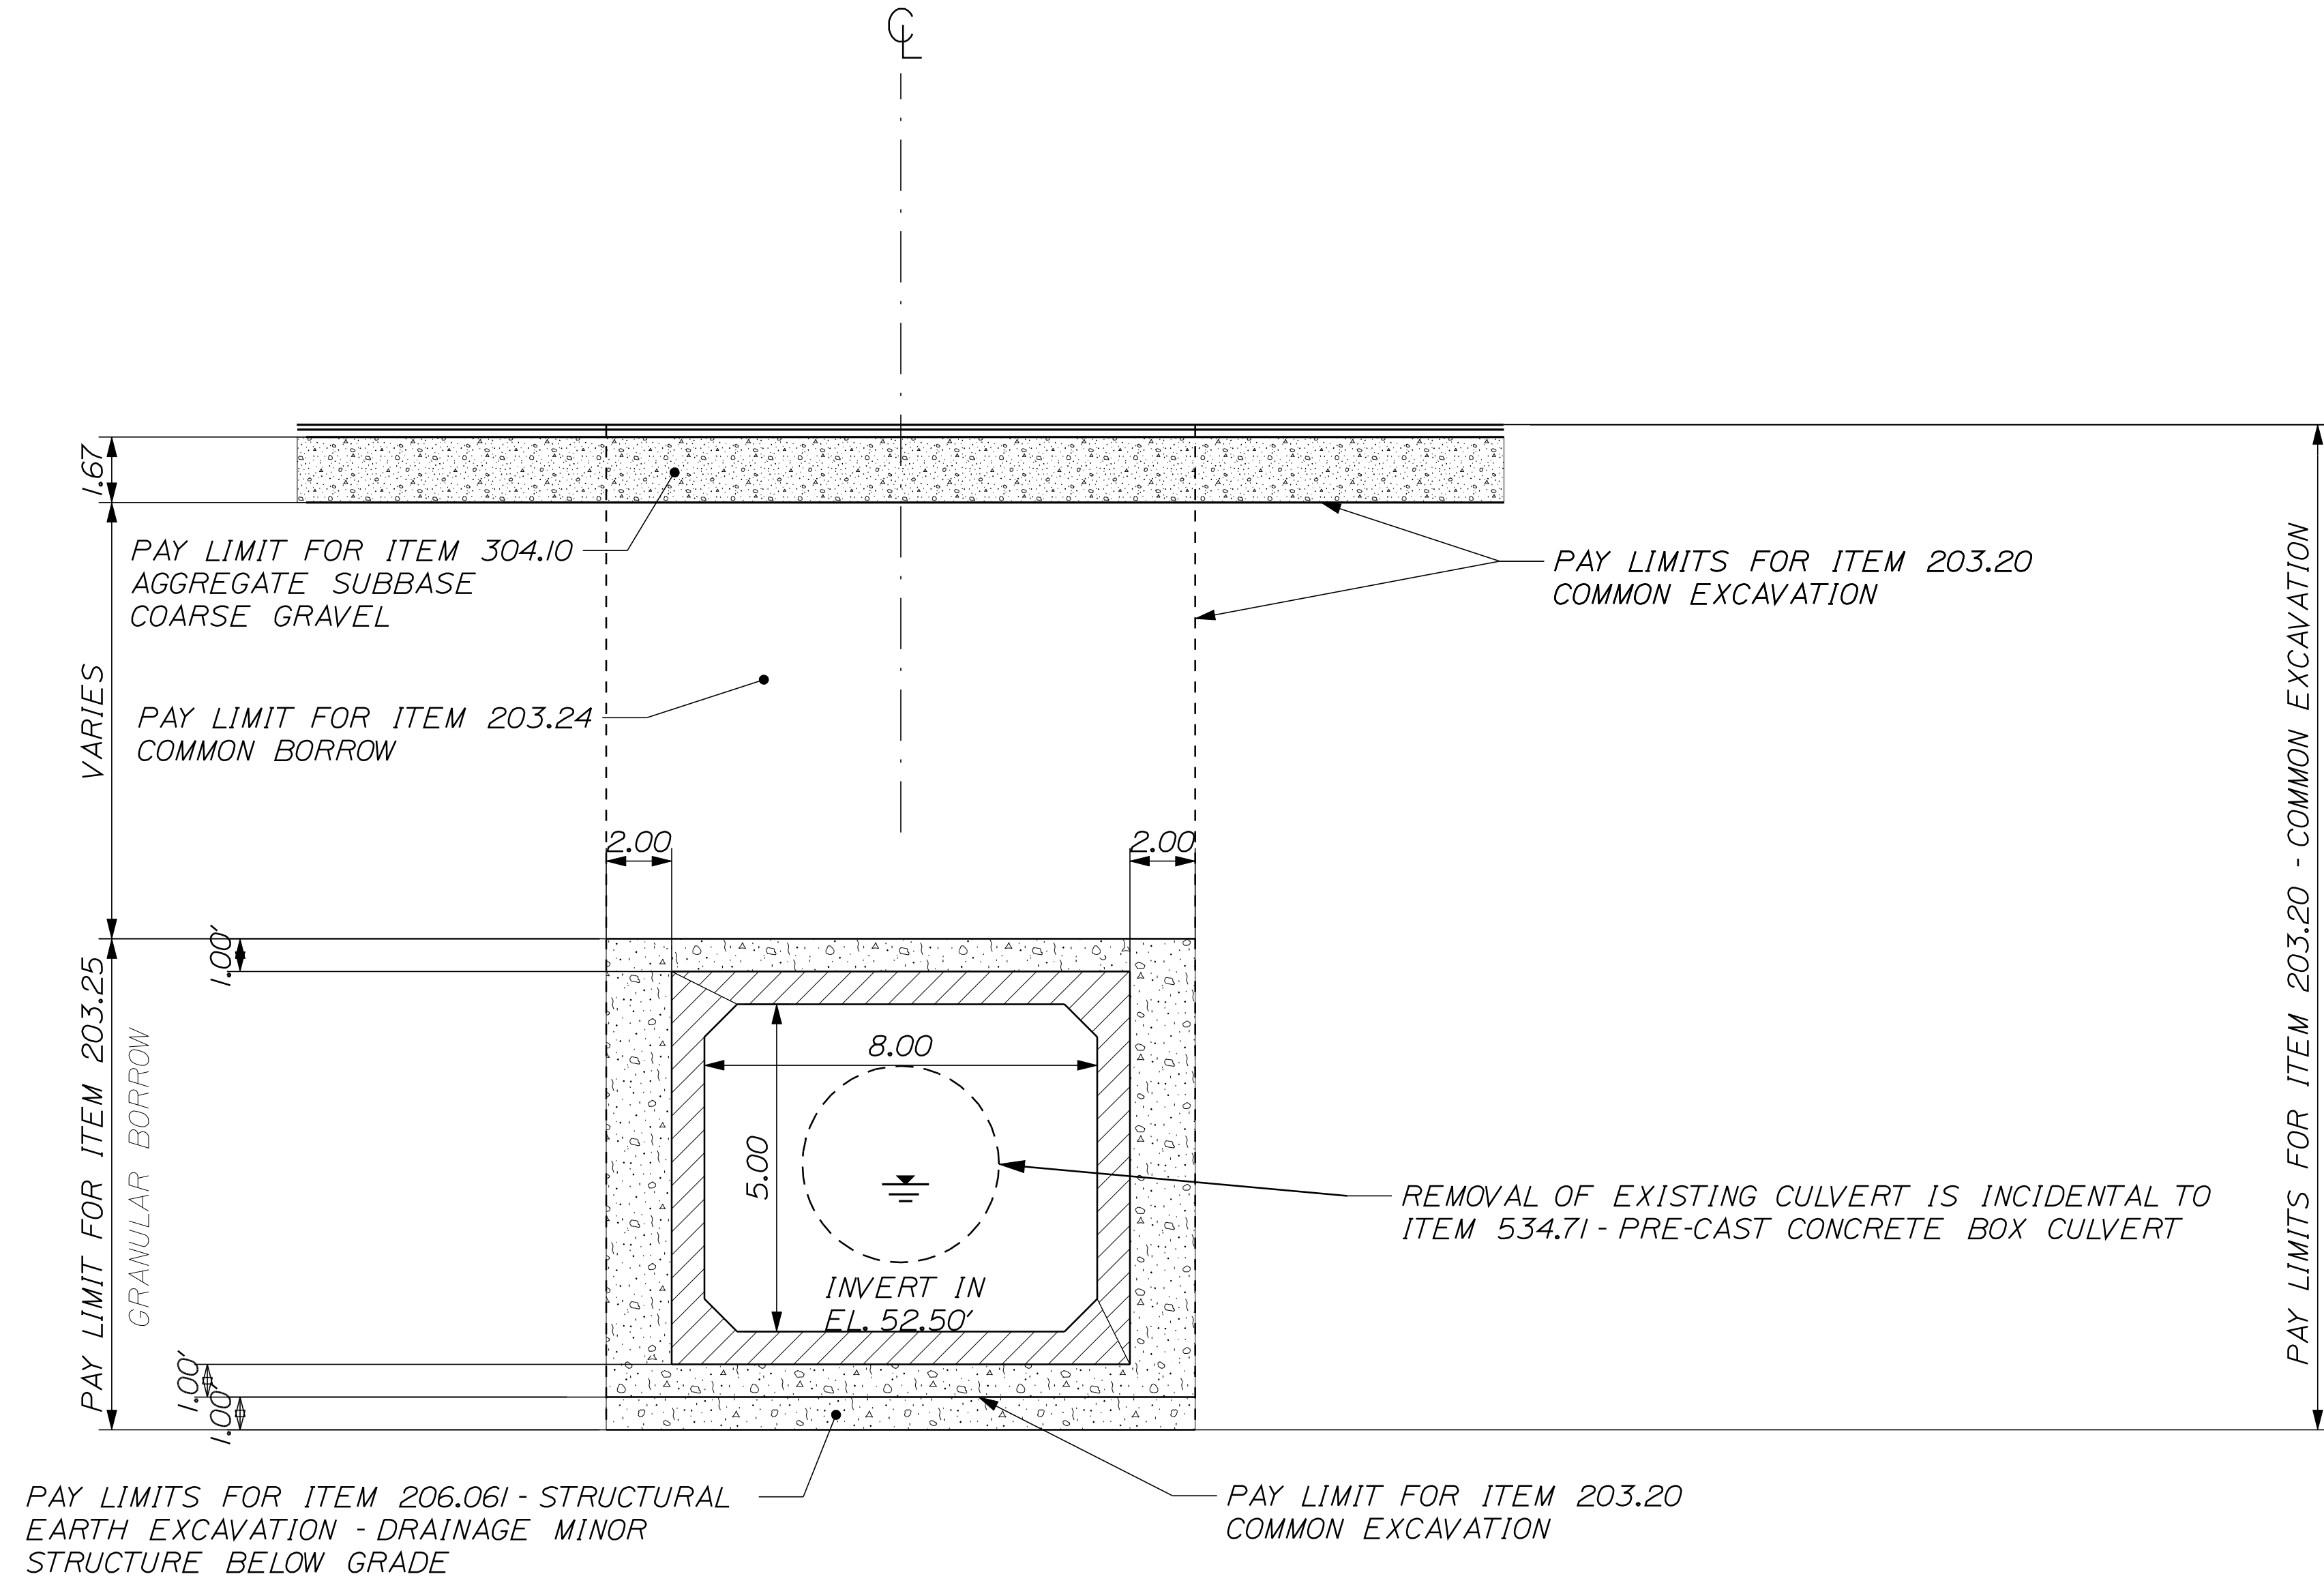 ℄
1.67
PAY LIMIT FOR ITEM 304.10
AGGREGATE SUBBASE
COARSE GRAVEL
PAY LIMITS FOR ITEM 203.20
COMMON EXCAVATION
VARIES
PAY LIMIT FOR ITEM 203.24
COMMON BORROW
PAY LIMITS FOR ITEM 203.20 - COMMON EXCAVATION
2.00
2.00
1.00'
PAY LIMIT FOR ITEM 203.25
GRANULAR BORROW
8.00
5.00
REMOVAL OF EXISTING CULVERT IS INCIDENTAL TO
ITEM 534.71 - PRE-CAST CONCRETE BOX CULVERT
INVERT IN
EL. 52.50'
1.00'
1.00'
PAY LIMITS FOR ITEM 206.061 - STRUCTURAL
EARTH EXCAVATION - DRAINAGE MINOR
STRUCTURE BELOW GRADE
PAY LIMIT FOR ITEM 203.20
COMMON EXCAVATION